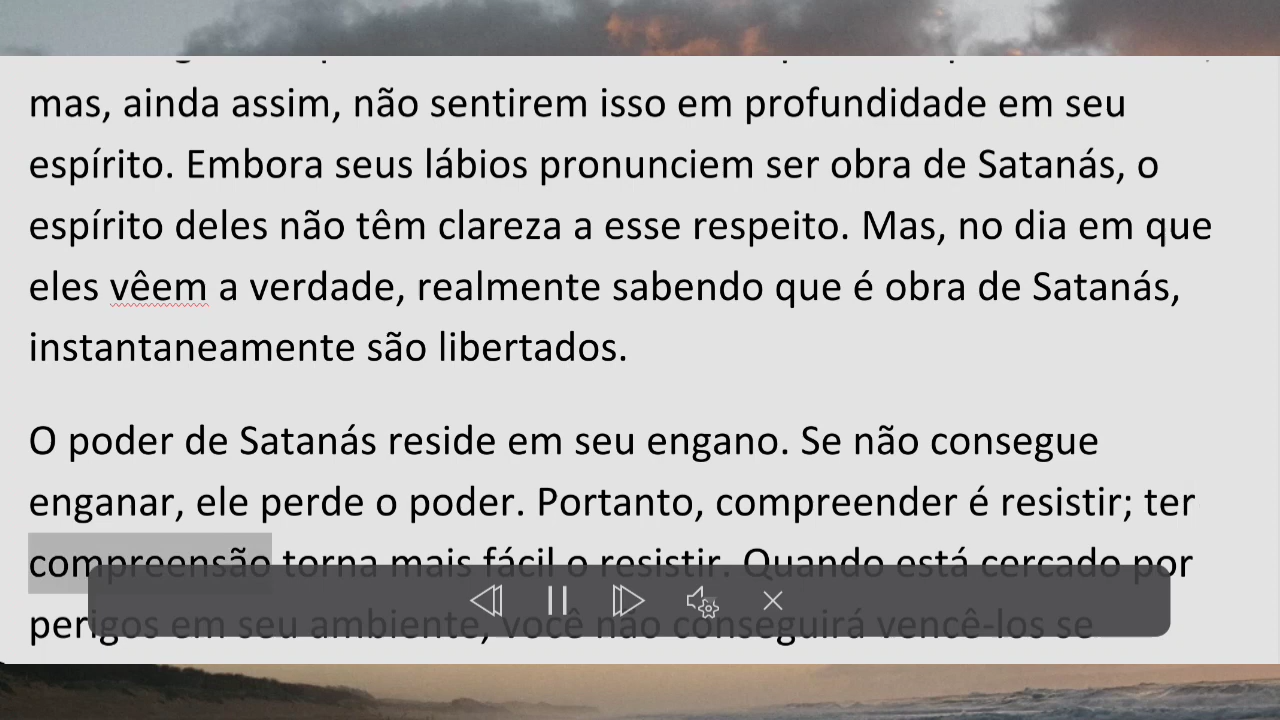 mas, ainda assim, não sentirem isso em profundidade em seu
espírito. Embora seus lábios pronunciem ser obra de Satanás, o
espírito deles não têm clareza a esse respeito. Mas, no dia em que
eles vêem a verdade, realmente sabendo que é obra de Satanás,
instantaneamente são libertados.
O poder de Satanás reside em seu engano. Se não consegue
enganar, ele perde o poder. Portanto, compreender é resistir; ter
compreensão torna mais fácil o resistir. Quando está cercado por
perigos em seu ambiente, você não conseguirá vencê-los se